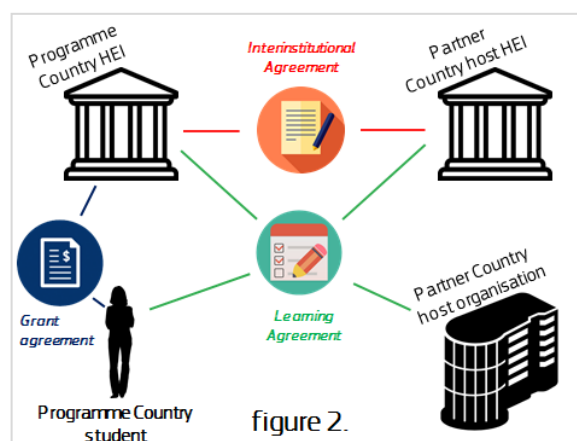 Programme
Country HEI
Interinstitutional
Agreement
Partner
Country host HEI
$
Grant
agreement
Learning
Agreement
Partner Country
host organisation
Programme Country
student
figure 2.